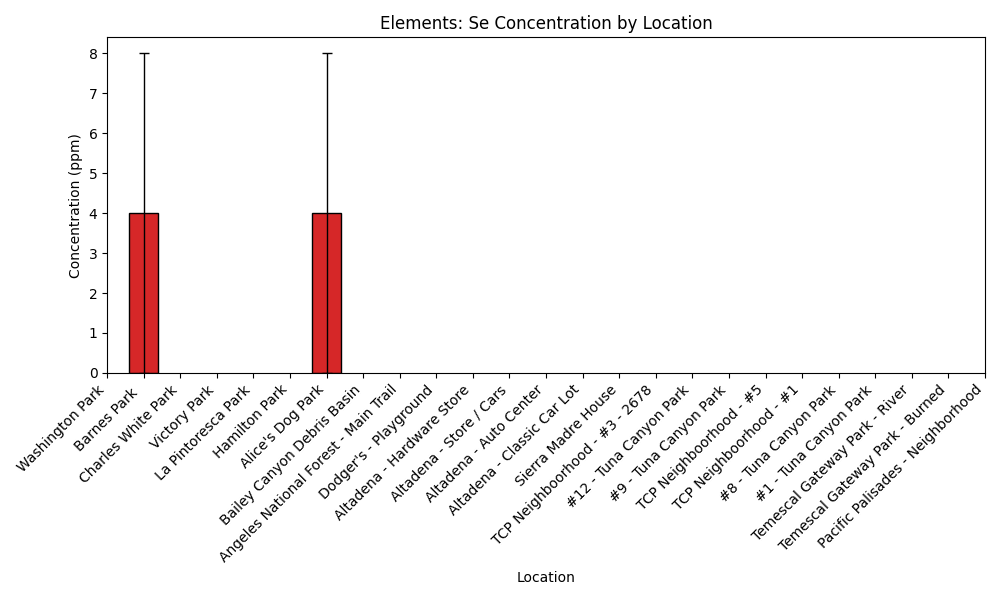 Elements: Se Concentration by Location
Concentration (ppm)
8
7
6
5
4
3
2
1
0
Washington Park
Barnes Park
Charles White Park
Victory Park
La Pintoresca Park
Hamilton Park
Alice's Dog Park
Bailey Canyon Debris Basin
Angeles National Forest - Main Trail
Dodger's - Playground
Altadena - Hardware Store
Altadena - Store / Cars
Altadena - Auto Center
Altadena - Classic Car Lot
Sierra Madre House
TCP Neighboorhood - #3 - 2678
#12 - Tuna Canyon Park
#9 - Tuna Canyon Park
TCP Neighborhood - #5
TCP Neighborhood - #1
#8 - Tuna Canyon Park
#1 - Tuna Canyon Park
Temescal Gateway Park - River
Temescal Gateway Park - Burned
Pacific Palisades - Neighborhood
Location